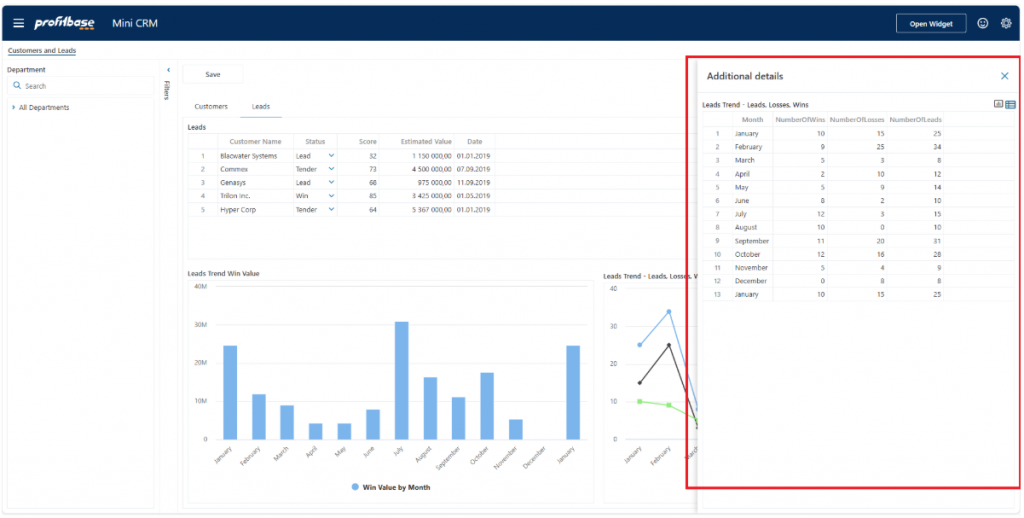 profitbase Mini CRM Open Widget
Customers and Leads
Department
Search
All Departments
Filters
Save
Customers Leads
Leads
Customer Name Status Score Estimated Value Date
1 Blaowater Systems Lead 32 1 150 000,00 01.01.2019
2 Commex Tender 73 4 500 000,00 07.09.2019
3 Genasys Lead 66 975 000,00 11.09.2019
4 Trilon Inc. Win 85 3 425 000,00 01.05.2019
5 Hyper Corp Tender 64 5 367 000,00 01.01.2019
Leads Trend Win Value
40M
30M
20M
10M
0
January February March April May June July August September October November December January
Win Value by Month
Leads Trend - Leads, Losses, W
40
30
20
10
0
January February March
Additional details
Leads Trend - Leads, Losses, Wins
Month NumberOfWins NumberOfLosses NumberOfLeads
1 January 10 15 25
2 February 9 25 34
3 March 5 3 8
4 April 2 10 12
5 May 5 9 14
6 June 8 2 10
7 July 12 3 15
8 August 10 0 10
9 September 11 20 31
10 October 12 16 28
11 November 5 4 9
12 December 0 8 8
13 January 10 15 25